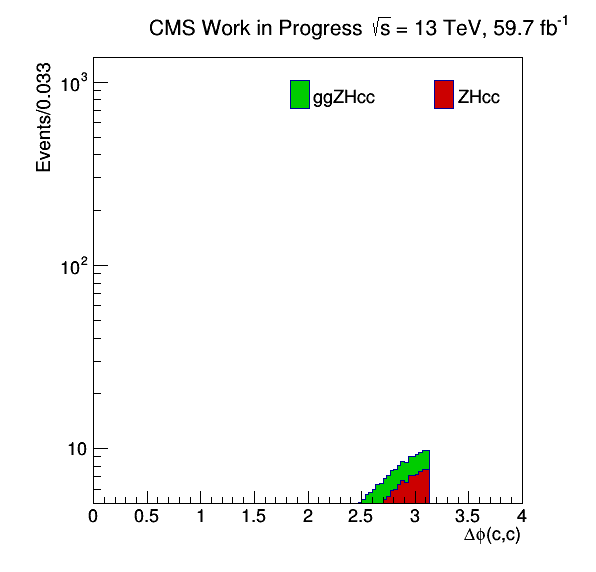 CMS Work in Progress √s = 13 TeV, 59.7 fb⁻¹
Events/0.033
10³
ggZHcc ZHcc
10²
10
0 0.5 1 1.5 2 2.5 3 3.5 4
Δϕ(c,c)